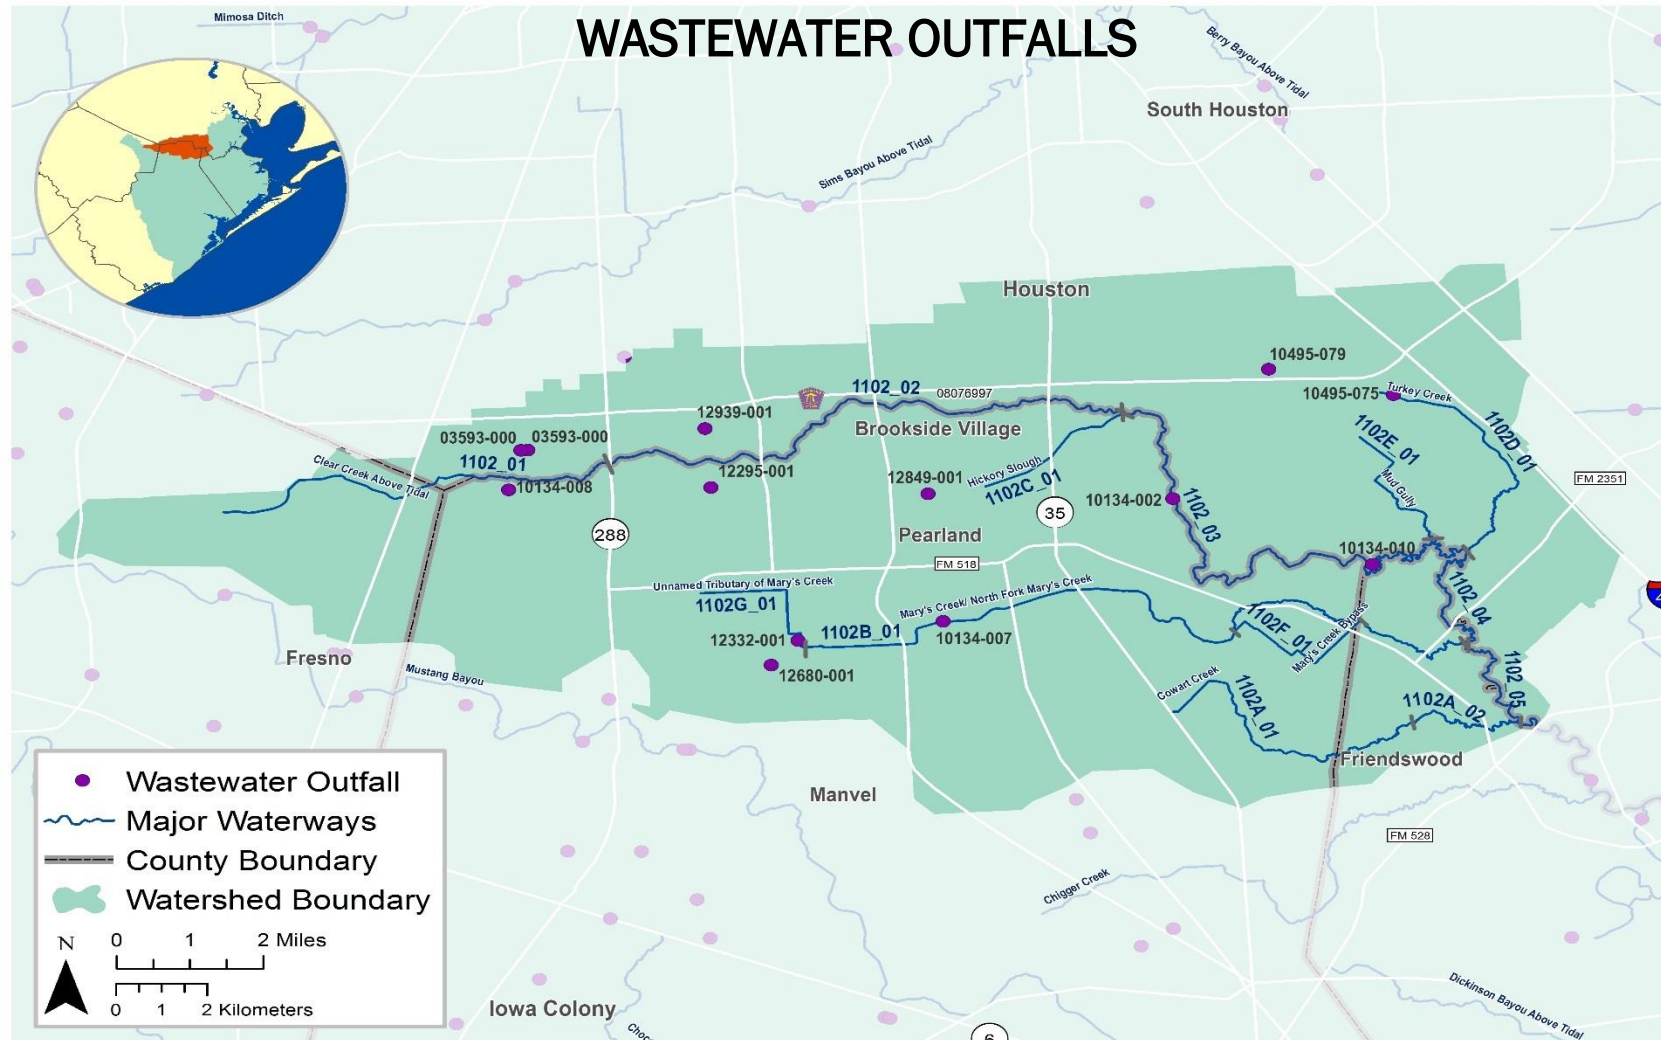 WASTEWATER OUTFALLS
Mimosa Ditch
Berry Bayou Above Tidal
South Houston
Sims Bayou Above Tidal
Houston
10495-079
10495-075
Turkey Creek
1102_02
08076997
12939-001
Brookside Village
03593-000
03593-000
1102_01
Clear Creek Above Tidal
10134-008
12295-001
12849-001
Hickory Slough
1102C_01
10134-002
1102_03
1102E_01
Mud Gully
1102D_01
FM 2351
288
35
Pearland
FM 518
10134-010
Unnamed Tributary of Mary's Creek
1102G_01
Mary's Creek/ North Fork Mary's Creek
1102_04
12332-001
1102B_01
10134-007
1102F_01
Mary's Creek Bypass
12680-001
Fresno
Mustang Bayou
Cowart Creek
1102A_01
1102A_02
1102_05
Friendswood
Manvel
FM 528
Chigger Creek
Dickinson Bayou Above Tidal
Iowa Colony
Choc
6
4
Wastewater Outfall
Major Waterways
County Boundary
Watershed Boundary
N
0 1 2 Miles
0 1 2 Kilometers